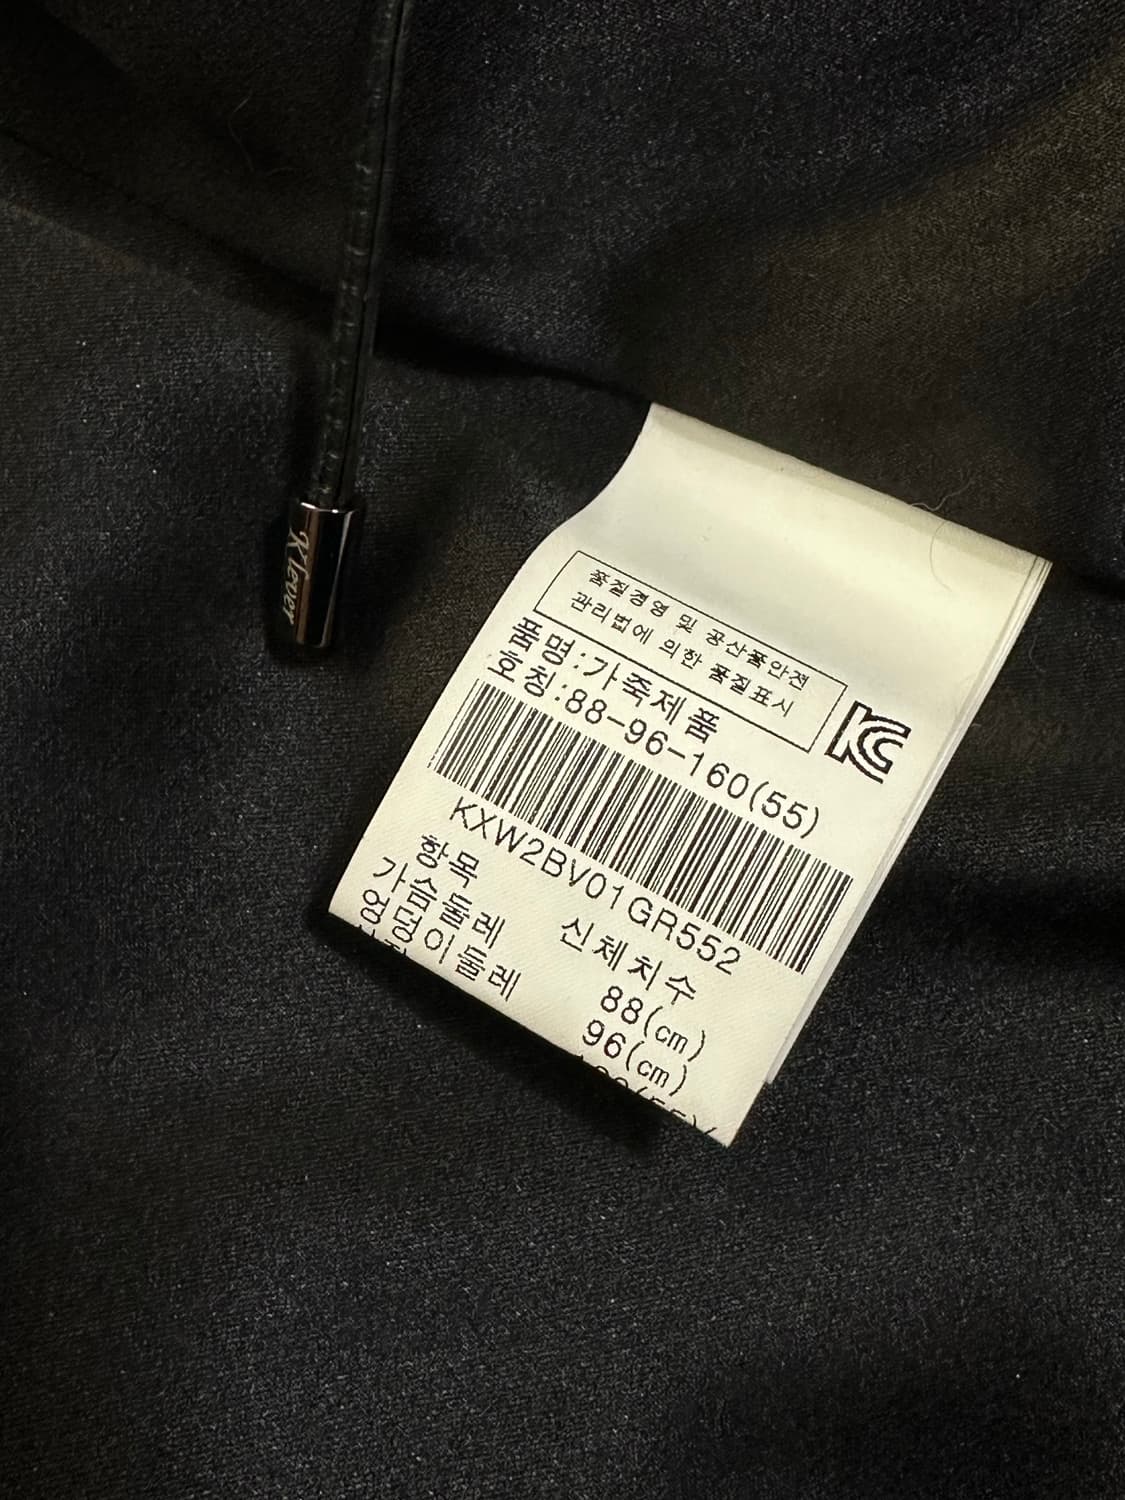 K lever
품질경영 및 공산품안전
관리법에 의한 품질표시
KC
품명:가죽제품
호칭:88-96-160(55)
KXW2BV01GR552
항목 신체치수
가슴둘레 88(cm)
엉덩이둘레 96(cm)